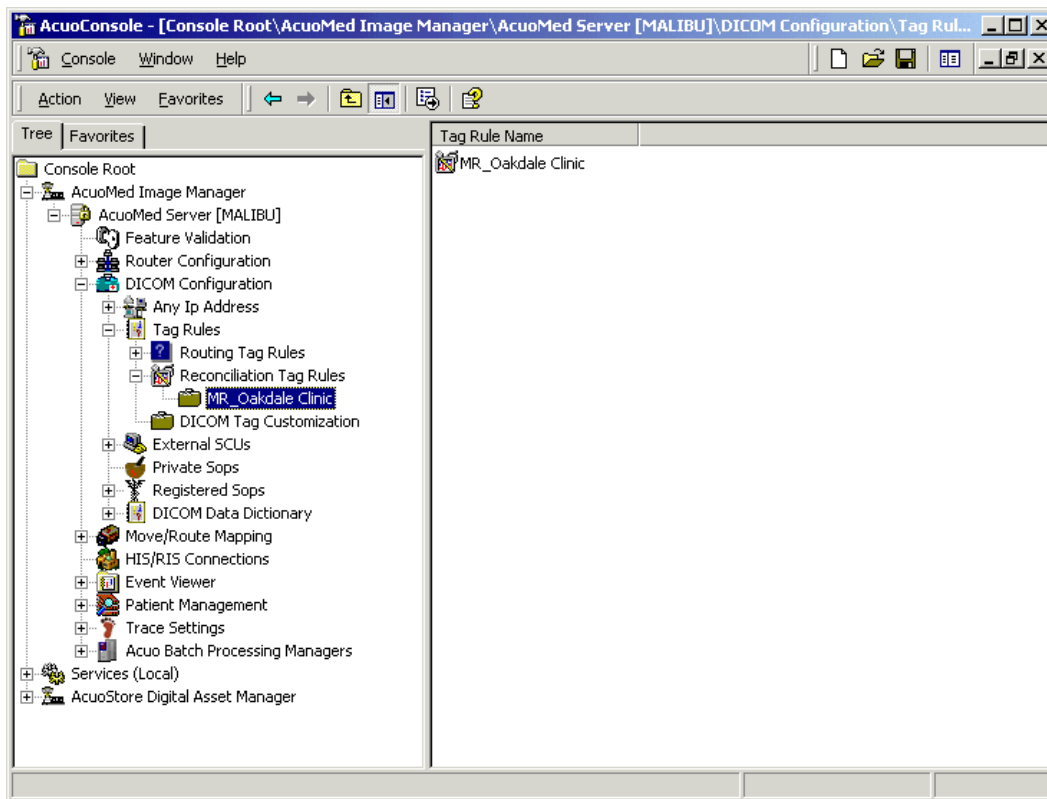 AcuoConsole - [Console Root\AcuoMed Image Manager\AcuoMed Server [MALIBU]\DICOM Configuration\Tag Rul...
Console Window Help
Action View Favorites
Tree Favorites
Tag Rule Name
Console Root
MR_Oakdale Clinic
AcuoMed Image Manager
AcuoMed Server [MALIBU]
Feature Validation
Router Configuration
DICOM Configuration
Any Ip Address
Tag Rules
Routing Tag Rules
Reconciliation Tag Rules
MR_Oakdale Clinic
DICOM Tag Customization
External SCUs
Private Sops
Registered Sops
DICOM Data Dictionary
Move/Route Mapping
HIS/RIS Connections
Event Viewer
Patient Management
Trace Settings
Acuo Batch Processing Managers
Services (Local)
AcuoStore Digital Asset Manager